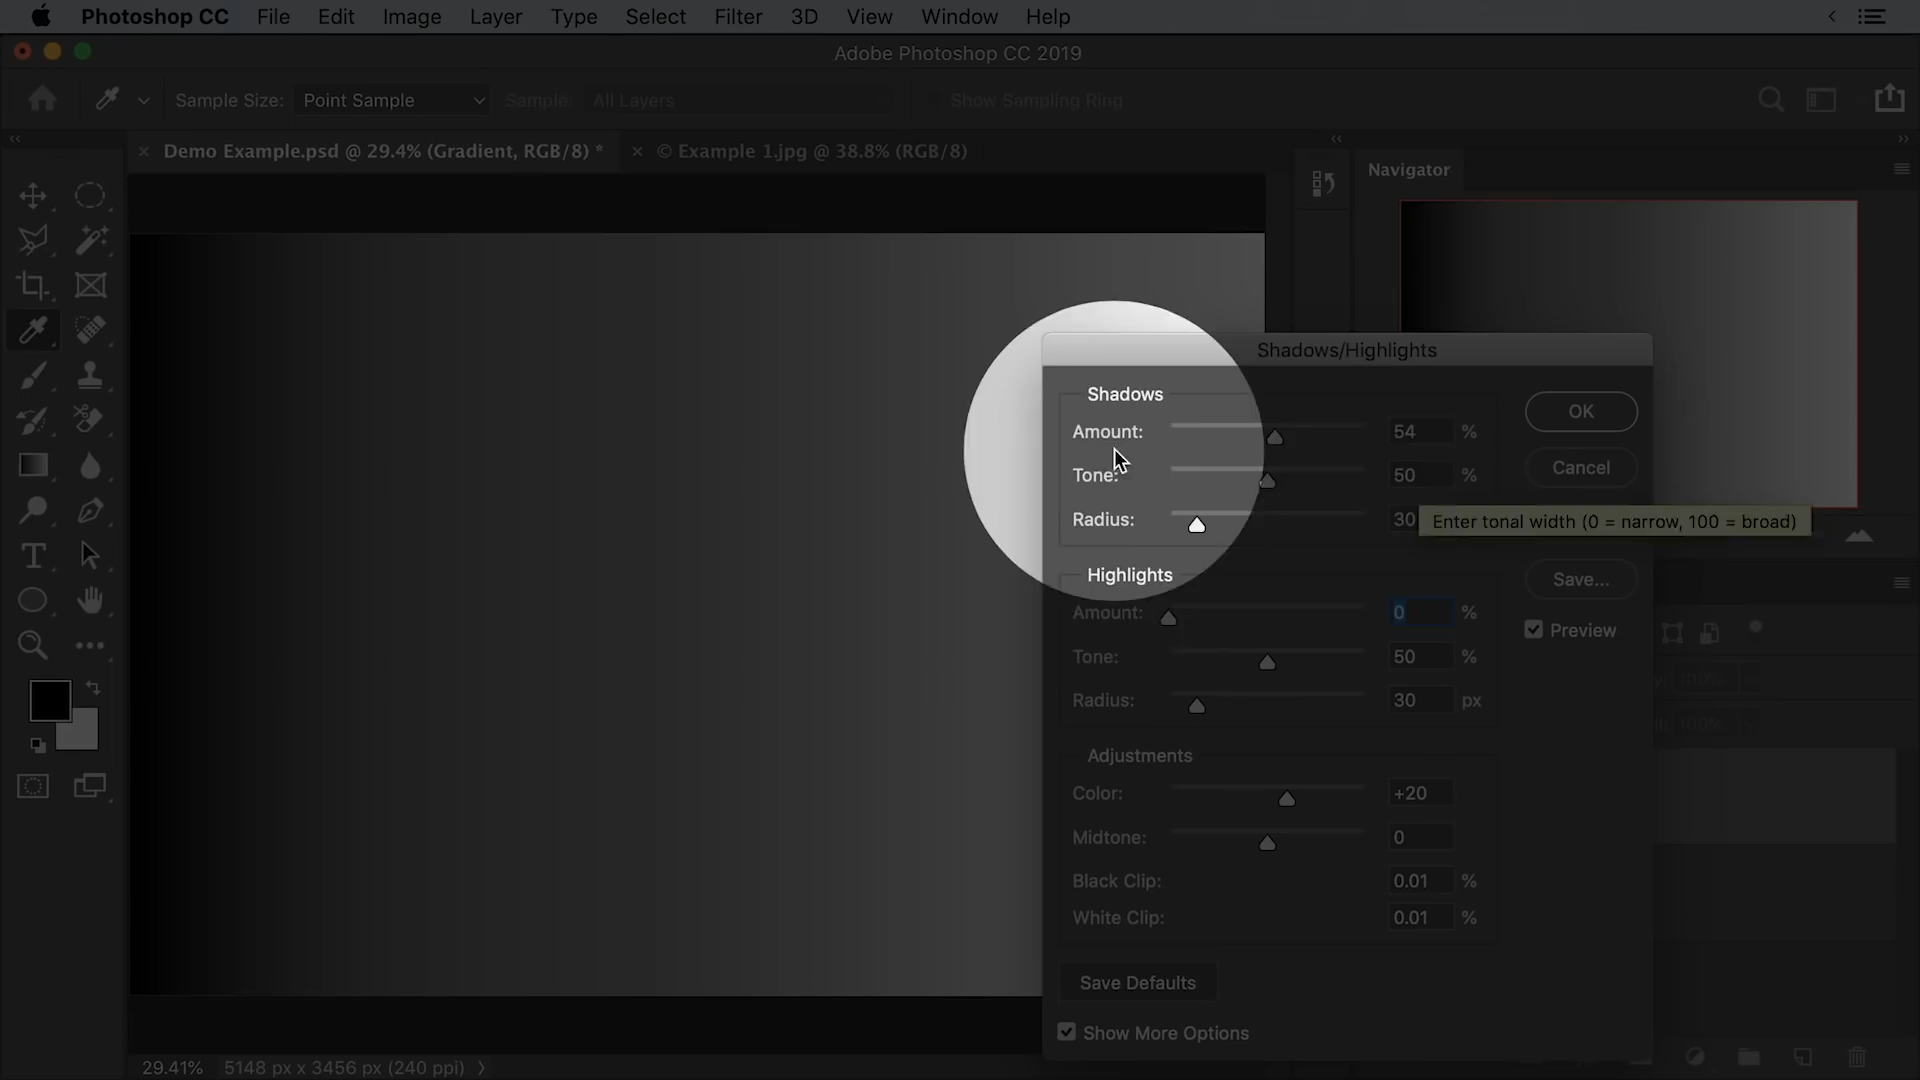 Photoshop CC File Edit Image Layer Type Select Filter 3D View Window Help
Adobe Photoshop CC 2019
Sample Size: Point Sample Sample: All Layers Show Sampling Ring
Demo Example.psd @ 29.4% (Gradient, RGB/8) * © Example 1.jpg @ 38.8% (RGB/8)
Navigator
Shadows/Highlights
Shadows
Amount: 54 %
Tone: 50 %
Radius: 30
Enter tonal width (0 = narrow, 100 = broad)
OK
Cancel
Save...
Preview
Highlights
Amount: 0 %
Tone: 50 %
Radius: 30 px
Adjustments
Color: +20
Midtone: 0
Black Clip: 0.01 %
White Clip: 0.01 %
Save Defaults
Show More Options
29.41% 5148 px x 3456 px (240 ppi)